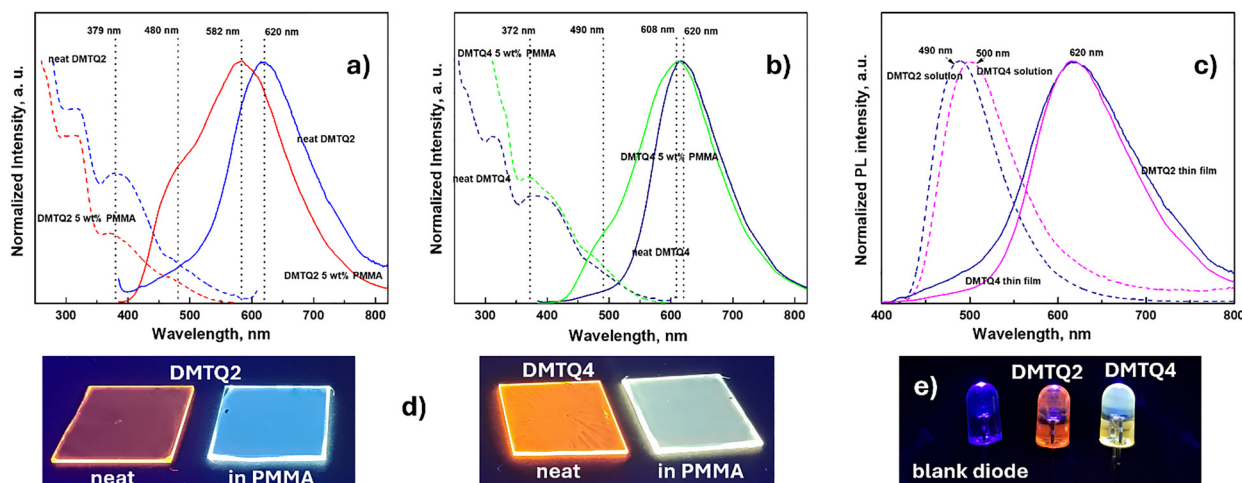 379 nm 480 nm 582 nm 620 nm
neat DMTQ2
a)
neat DMTQ2
DMTQ2 5 wt% PMMA
DMTQ2 5 wt% PMMA
Normalized Intensity, a. u.
300 400 500 600 700 800
Wavelength, nm
372 nm 490 nm 608 nm 620 nm
DMTQ4 5 wt% PMMA
b)
DMTQ4 5 wt% PMMA
neat DMTQ4
neat DMTQ4
Normalized Intensity, a. u.
300 400 500 600 700 800
Wavelength, nm
490 nm 500 nm 620 nm
c)
DMTQ2 solution DMTQ4 solution
DMTQ2 thin film
DMTQ4 thin film
Normalized PL intensity, a. u.
400 500 600 700 800
Wavelength, nm
DMTQ2
neat in PMMA
d)
DMTQ4
neat in PMMA
e)
DMTQ2 DMTQ4
blank diode